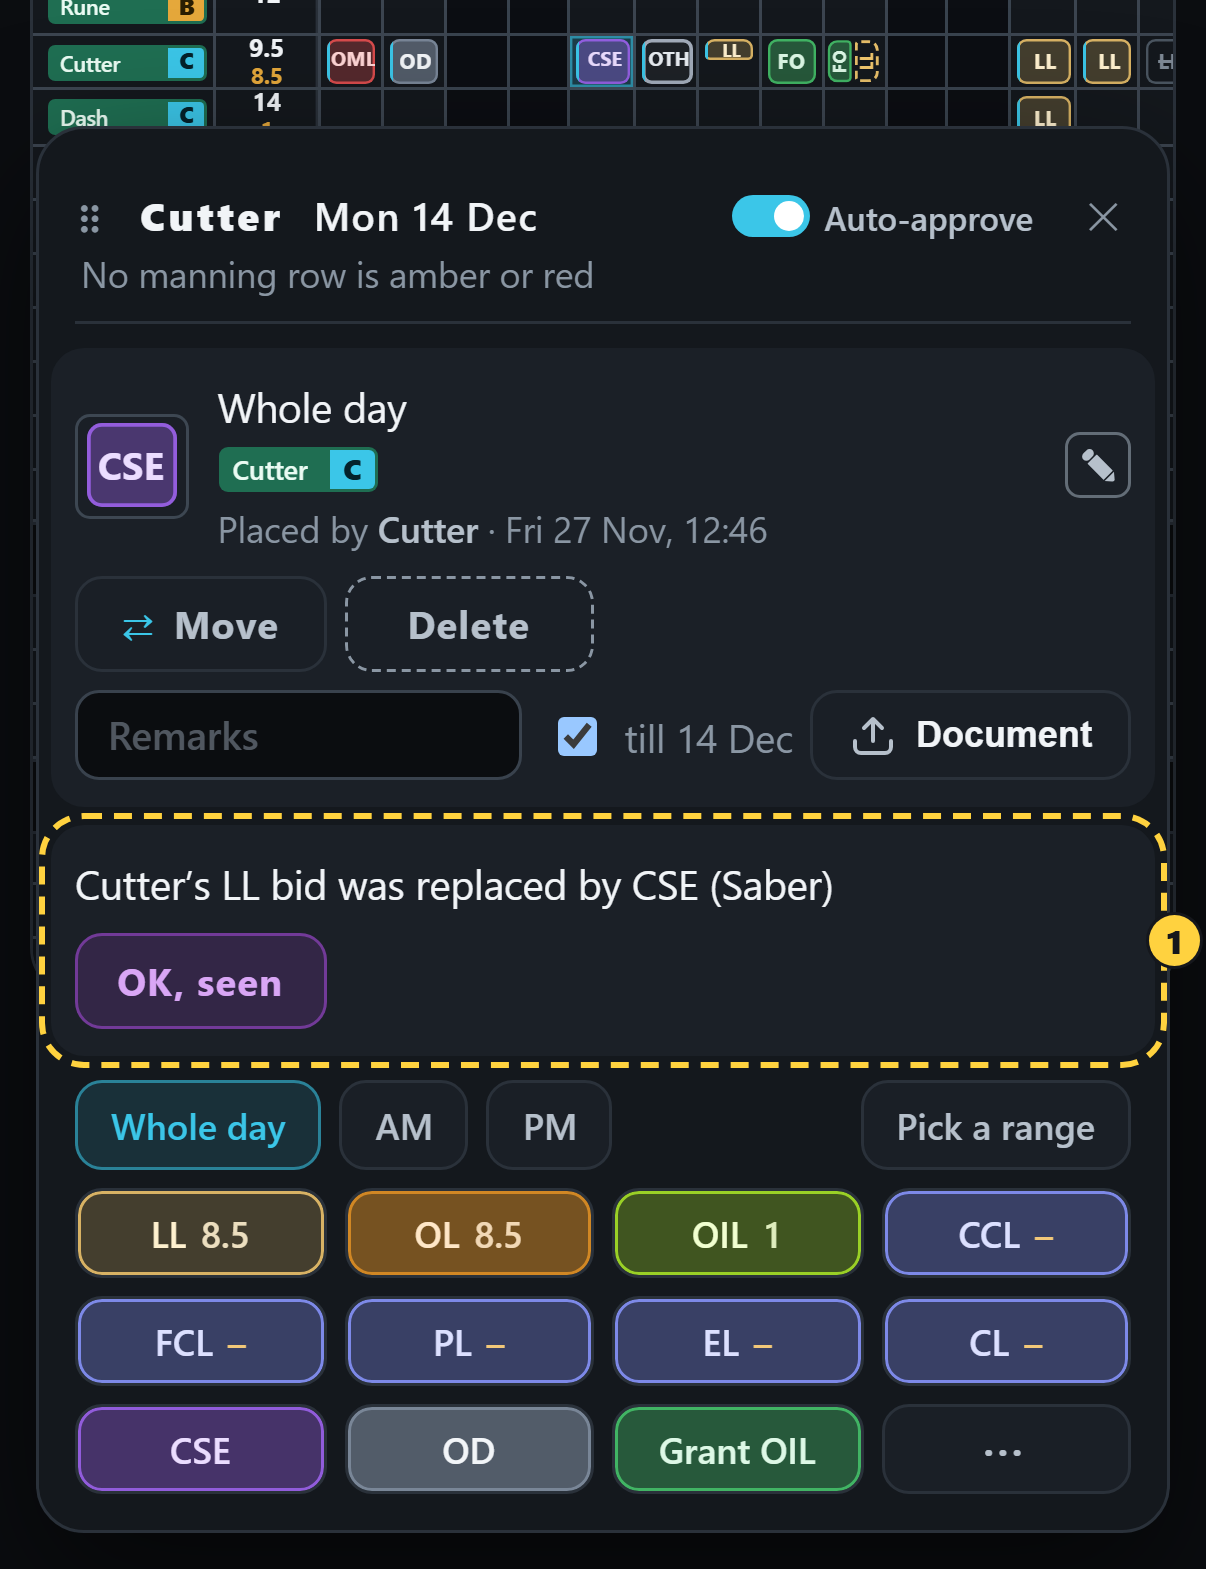 Rune B
Cutter C 9.5 OML OD CSE OTH LL FO FO LL LL LL
8.5
Dash C 14 LL
Cutter Mon 14 Dec Auto-approve
No manning row is amber or red
CSE
Whole day
Cutter C
Placed by Cutter · Fri 27 Nov, 12:46
Move Delete
Remarks till 14 Dec Document
Cutter’s LL bid was replaced by CSE (Saber)
1
OK, seen
Whole day AM PM Pick a range
LL 8.5 OL 8.5 OIL 1 CCL –
FCL – PL – EL – CL –
CSE OD Grant OIL ...